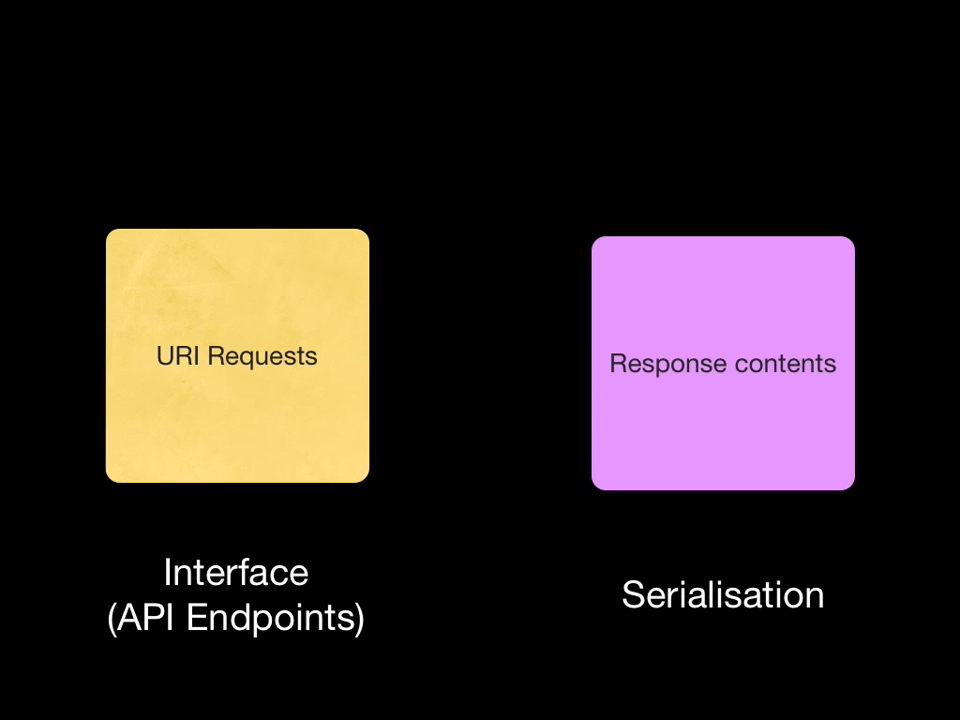 URI Requests
Response contents
Interface
(API Endpoints)
Serialisation